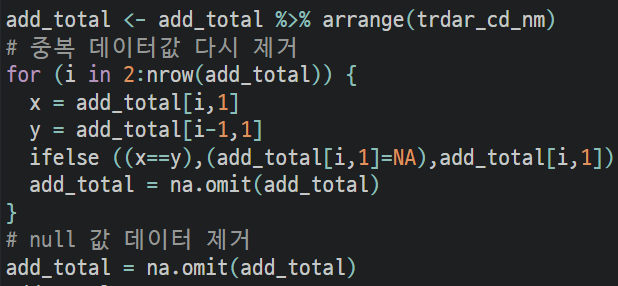 add_total <- add_total %>% arrange(trdar_cd_nm)
# 중복 데이터값 다시 제거
for (i in 2:nrow(add_total)) {
  x = add_total[i,1]
  y = add_total[i-1,1]
  ifelse ((x==y),(add_total[i,1]=NA),add_total[i,1])
  add_total = na.omit(add_total)
}
# null 값 데이터 제거
add_total = na.omit(add_total)